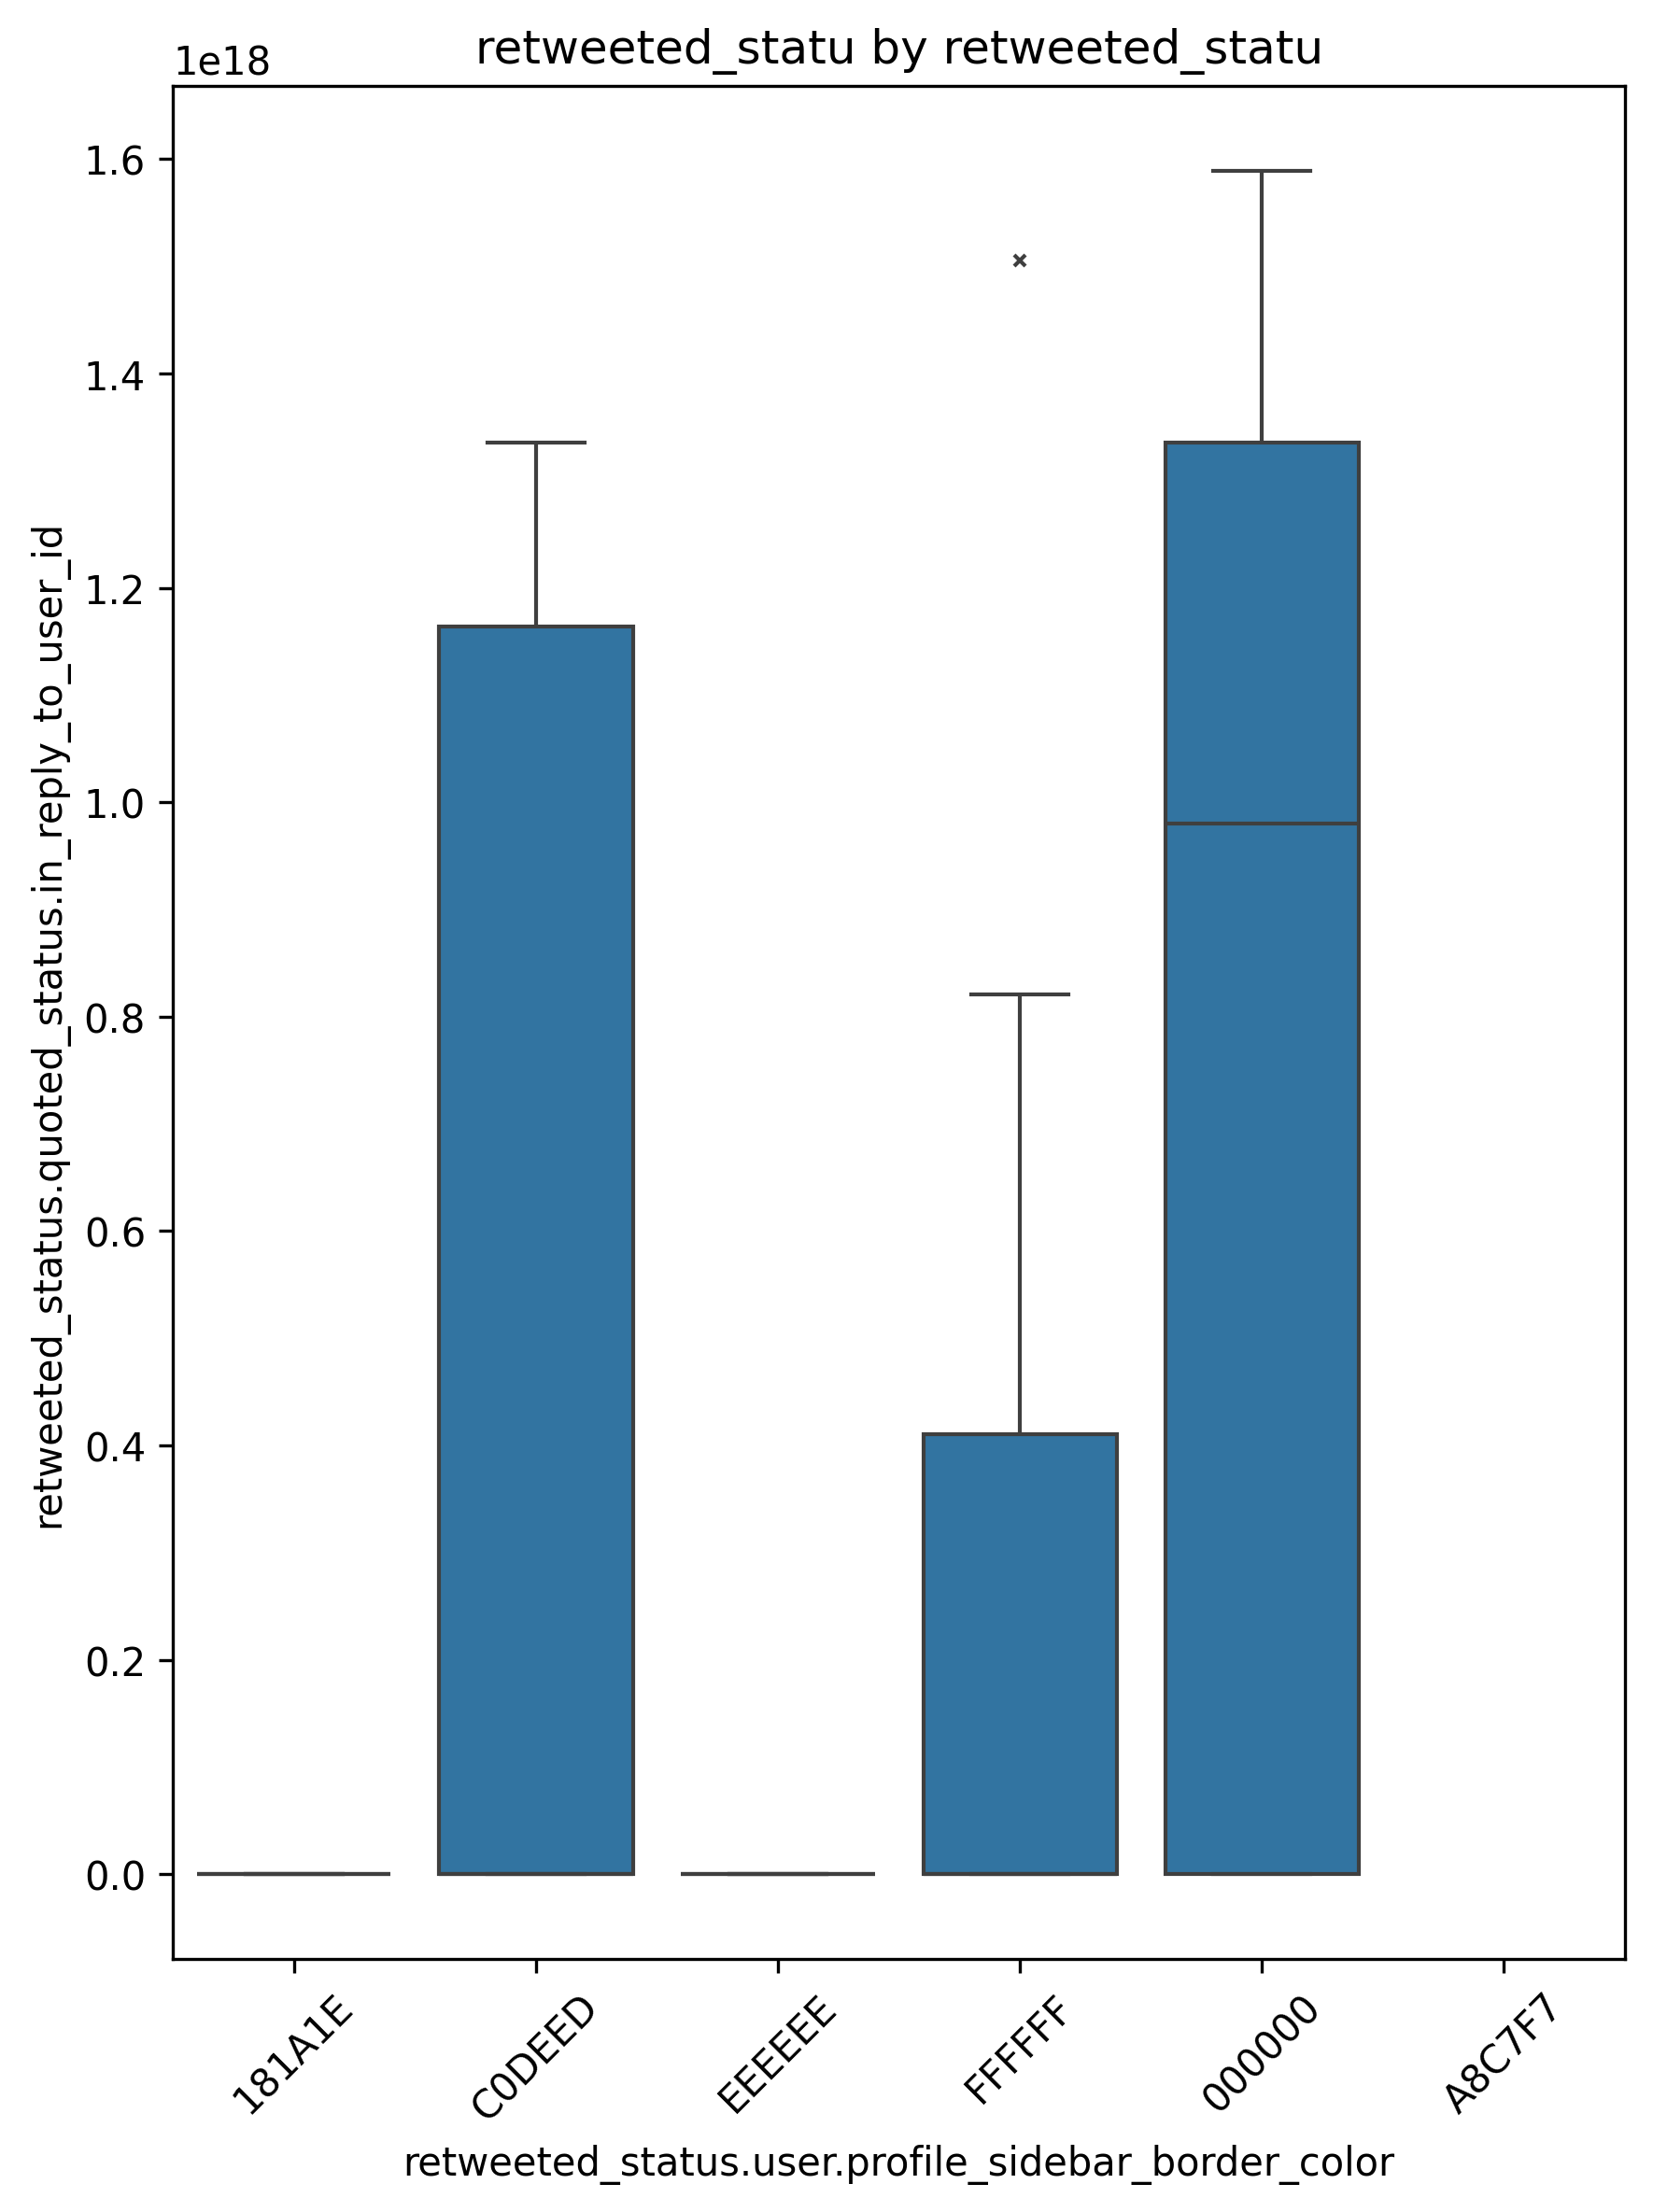 retweeted_statu by retweeted_statu
1e18
1.6
1.4
1.2
1.0
0.8
0.6
0.4
0.2
0.0
retweeted_status.quoted_status.in_reply_to_user_id
181A1E
C0DEED
EEEEEE
FFFFFF
000000
A8C7F7
retweeted_status.user.profile_sidebar_border_color